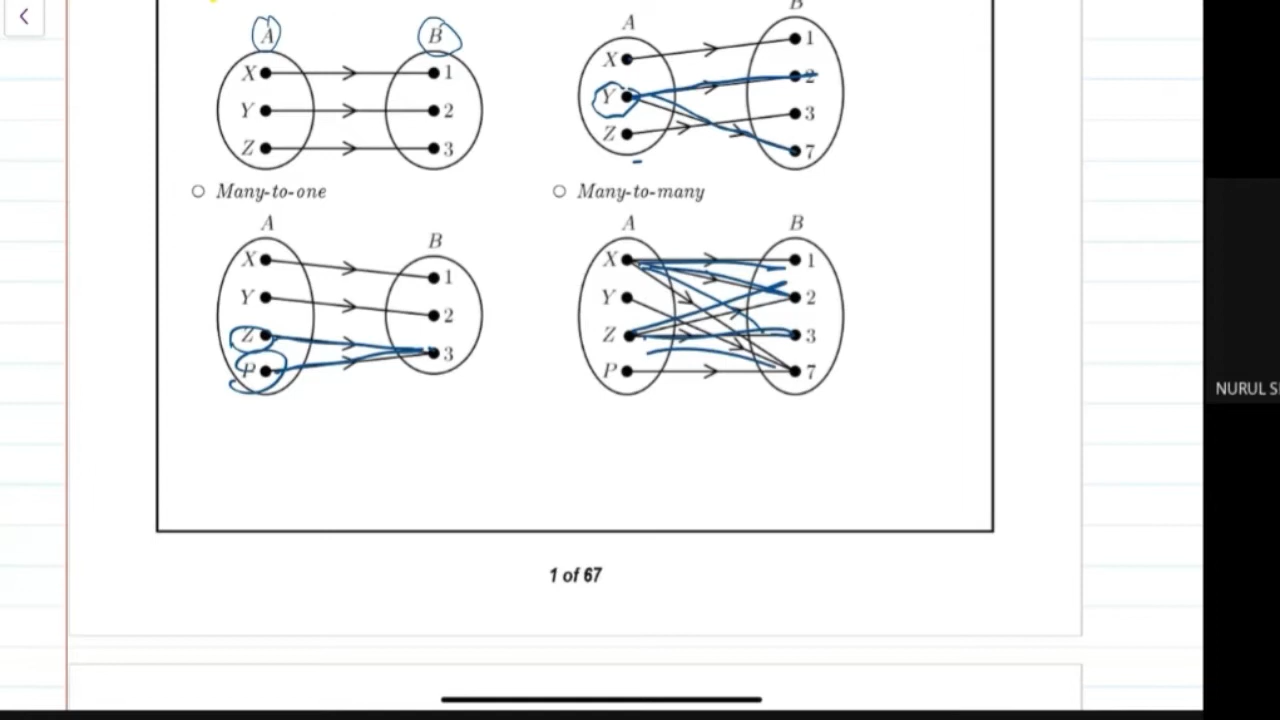 A B
X 1
Y 2
Z 3
A B
X 1
Y 2
Z 3
7
Many-to-one
A B
X 1
Y 2
Z 3
P
Many-to-many
A B
X 1
Y 2
Z 3
P 7
1 of 67